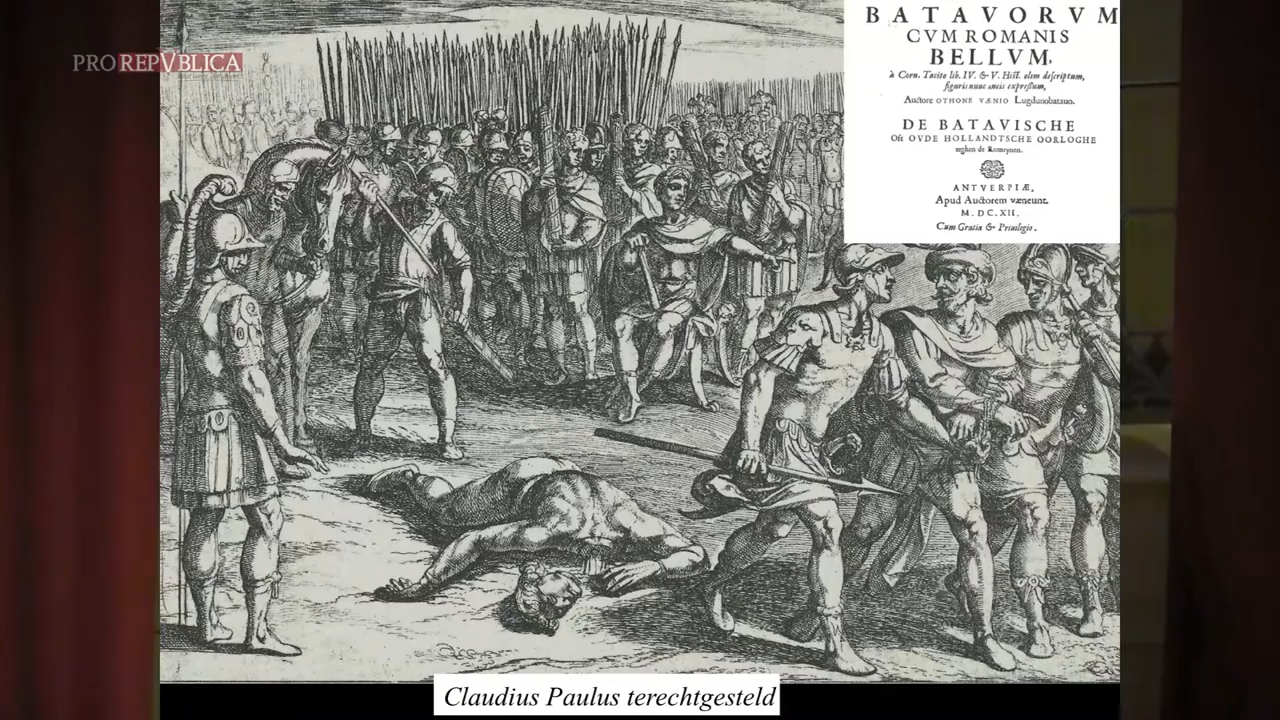 PRO REPVBLICA
BATAVORVM
CVM ROMANIS
BELLVM,
à Corn. Tacito lib. IV. & V. Hist. olim descriptum,
figuris nunc æneis expressum,
Auctore OTHONE VÆNIO Lugdunobatauo.
DE BATAVISCHE
Oft OVDE HOLLANDTSCHE OORLOGHE
teghen de Romeynen.
ANTVERPIÆ,
Apud Auctorem væneunt.
M.DC.XII.
Cum Gratia & Priuilegio.
Claudius Paulus terechtgesteld